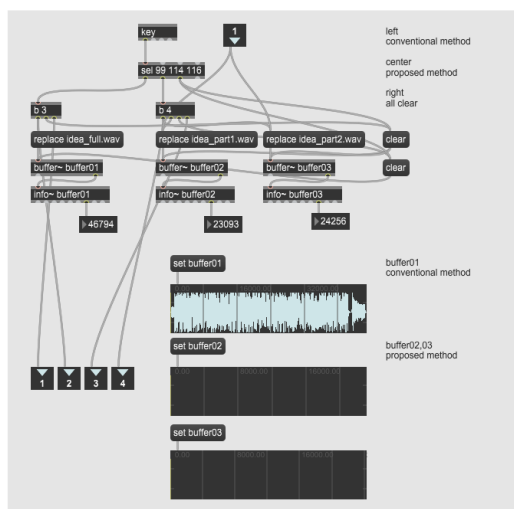 key
1
left
conventional method
sel 99 114 116
center
proposed method
right
all clear
b 3
b 4
replace idea_full.wav
replace idea_part1.wav
replace idea_part2.wav
clear
buffer~ buffer01
buffer~ buffer02
buffer~ buffer03
clear
info~ buffer01
info~ buffer02
info~ buffer03
46794
23093
24256
set buffer01
buffer01
conventional method
set buffer02
buffer02,03
proposed method
0.00 8000.00 16000.00
1
2
3
4
set buffer03
0.00 8000.00 16000.00